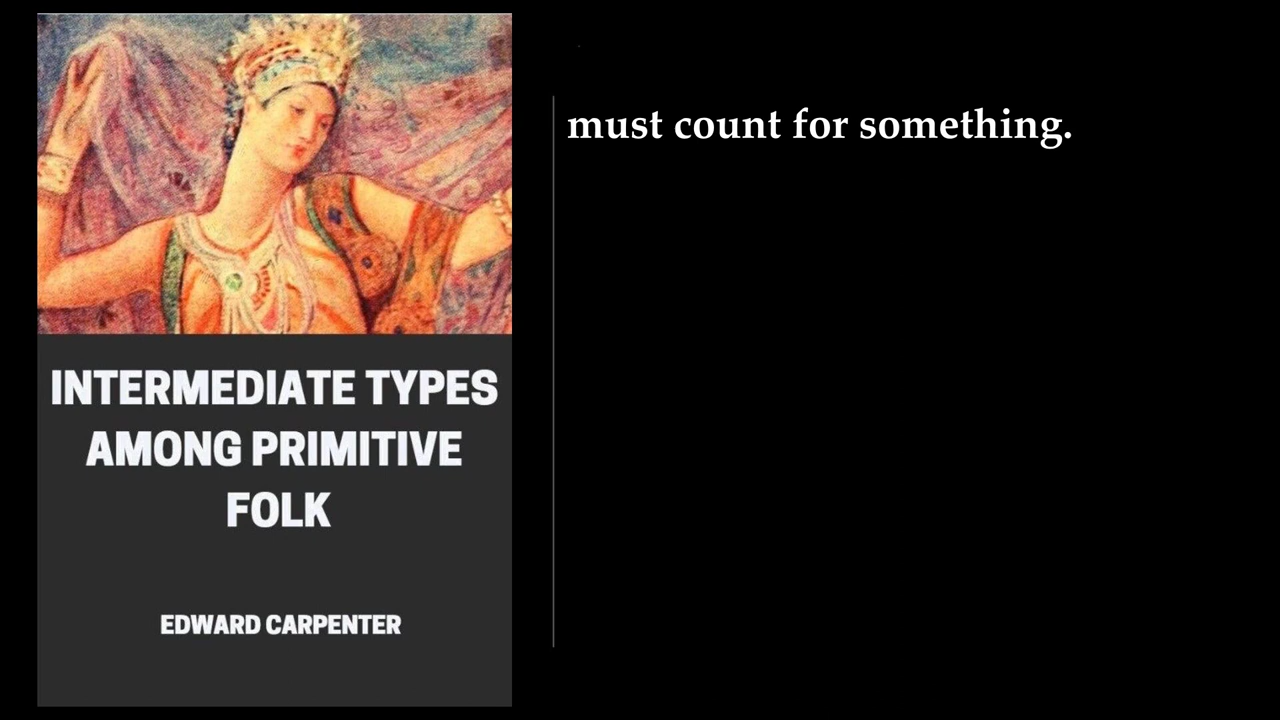 INTERMEDIATE TYPES
AMONG PRIMITIVE
FOLK
EDWARD CARPENTER
must count for something.